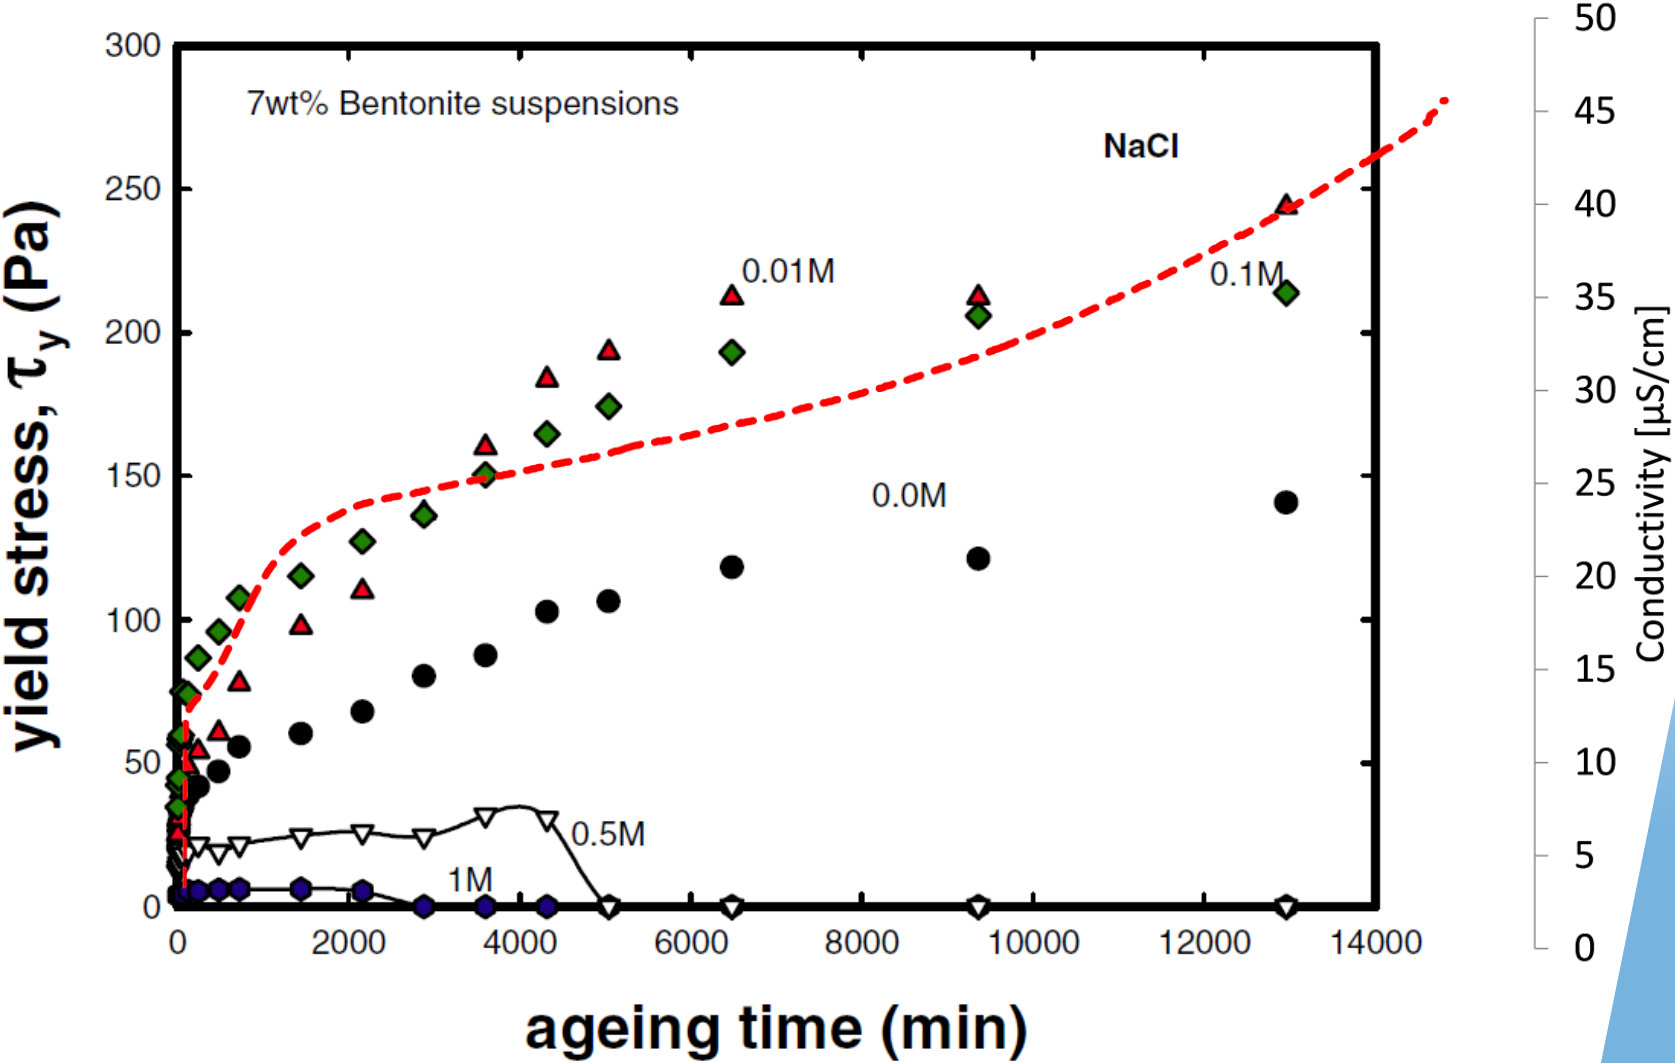 50
300
45
7wt% Bentonite suspensions
NaCl
250
40
0.01M
0.1M
35
200
30
150
0.0M
25
20
100
15
50
10
0.5M
5
1M
0
0
0 2000 4000 6000 8000 10000 12000 14000
yield stress, τy (Pa)
Conductivity [µS/cm]
ageing time (min)